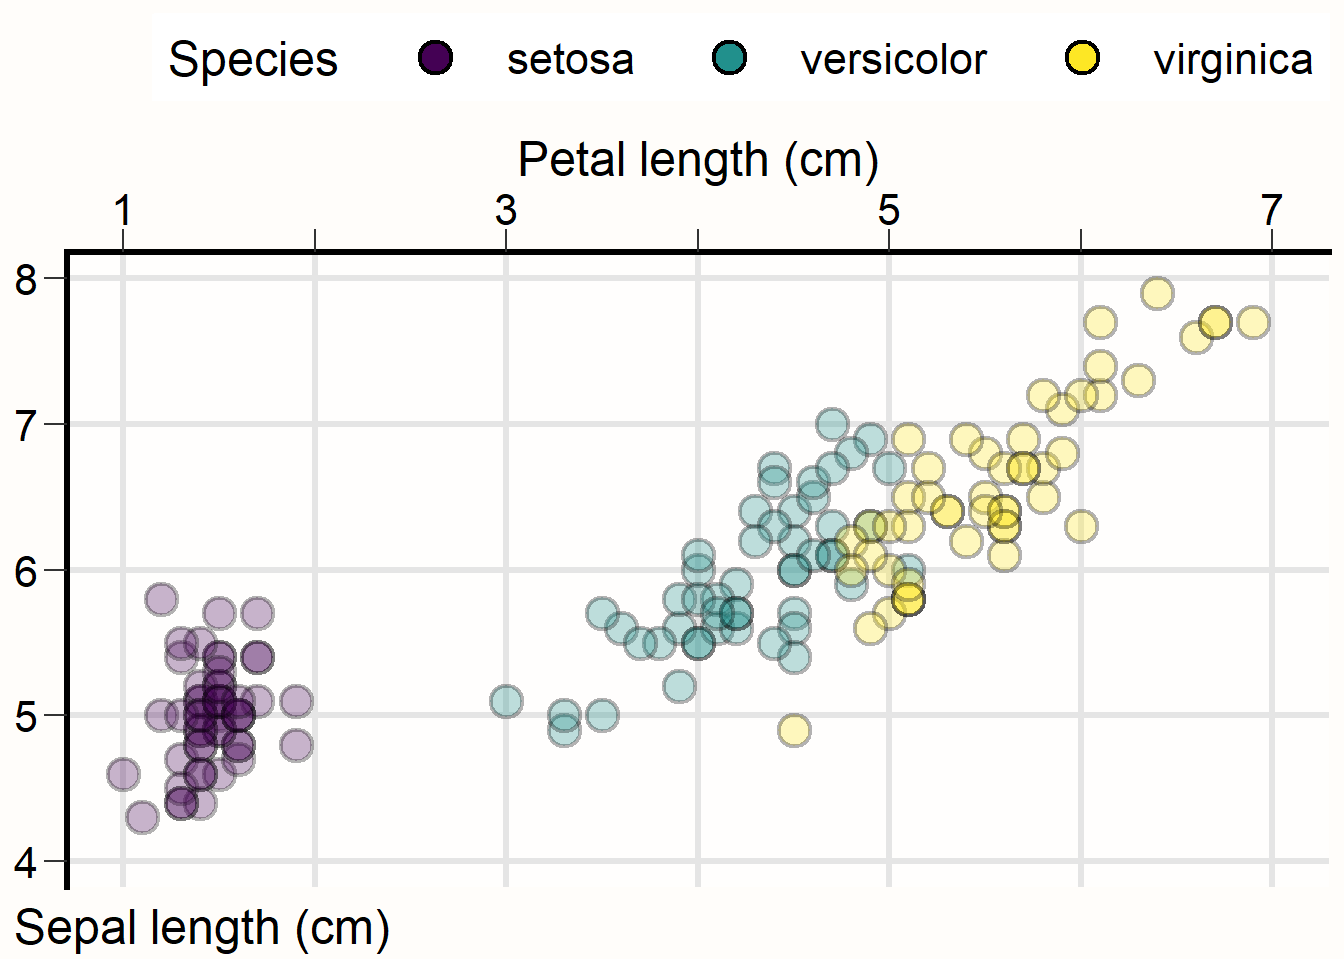 Species setosa versicolor virginica
Petal length (cm)
1 3 5 7
8
7
6
5
4
Sepal length (cm)